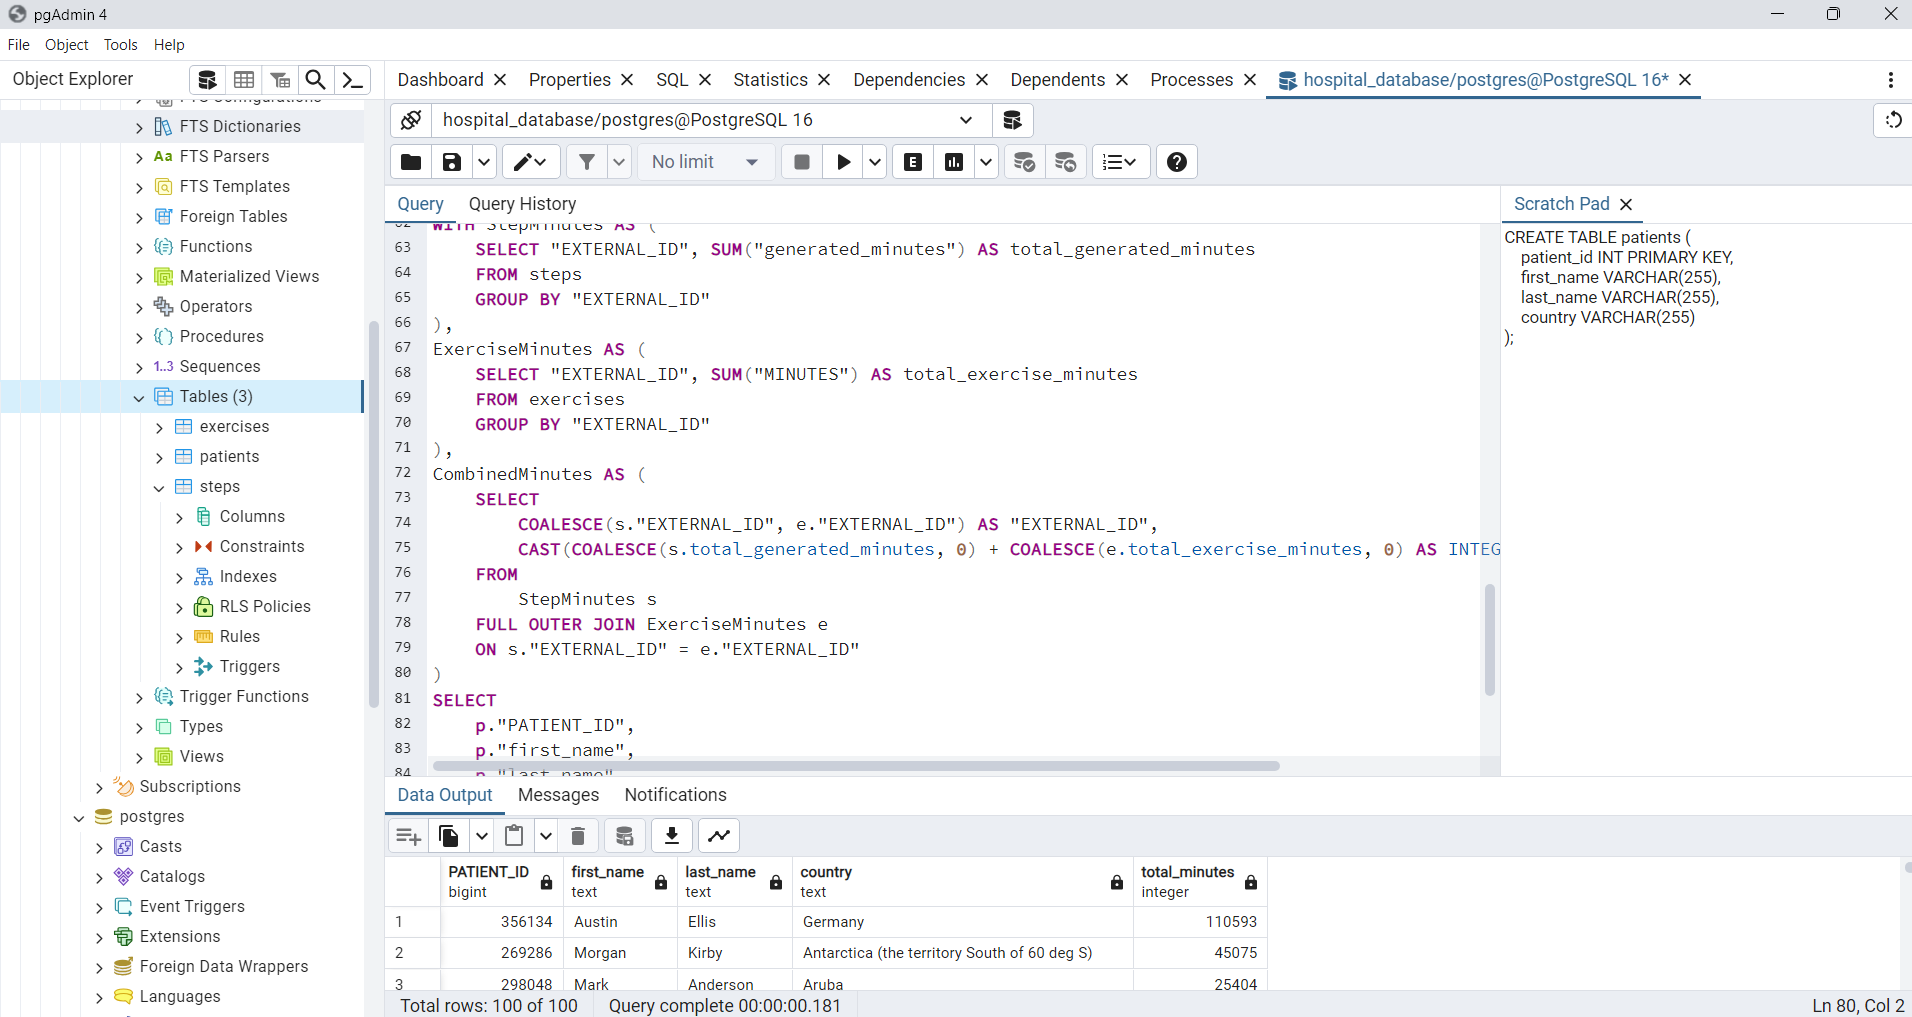 pgAdmin 4
File Object Tools Help
Object Explorer
Dashboard Properties SQL Statistics Dependencies Dependents Processes hospital_database/postgres@PostgreSQL 16*
FTS Configurations
FTS Dictionaries
FTS Parsers
FTS Templates
Foreign Tables
Functions
Materialized Views
Operators
Procedures
1..3 Sequences
Tables (3)
exercises
patients
steps
Columns
Constraints
Indexes
RLS Policies
Rules
Triggers
Trigger Functions
Types
Views
Subscriptions
postgres
Casts
Catalogs
Event Triggers
Extensions
Foreign Data Wrappers
Languages
hospital_database/postgres@PostgreSQL 16
No limit
Query Query History
62 WITH StepMinutes AS (
63 SELECT "EXTERNAL_ID", SUM("generated_minutes") AS total_generated_minutes
64 FROM steps
65 GROUP BY "EXTERNAL_ID"
66 ),
67 ExerciseMinutes AS (
68 SELECT "EXTERNAL_ID", SUM("MINUTES") AS total_exercise_minutes
69 FROM exercises
70 GROUP BY "EXTERNAL_ID"
71 ),
72 CombinedMinutes AS (
73 SELECT
74 COALESCE(s."EXTERNAL_ID", e."EXTERNAL_ID") AS "EXTERNAL_ID",
75 CAST(COALESCE(s.total_generated_minutes, 0) + COALESCE(e.total_exercise_minutes, 0) AS INTEG
76 FROM
77 StepMinutes s
78 FULL OUTER JOIN ExerciseMinutes e
79 ON s."EXTERNAL_ID" = e."EXTERNAL_ID"
80 )
81 SELECT
82 p."PATIENT_ID",
83 p."first_name",
84 p."last_name"
Scratch Pad
CREATE TABLE patients (
patient_id INT PRIMARY KEY,
first_name VARCHAR(255),
last_name VARCHAR(255),
country VARCHAR(255)
);
Data Output Messages Notifications
PATIENT_ID first_name last_name country total_minutes
bigint text text text integer
1 356134 Austin Ellis Germany 110593
2 269286 Morgan Kirby Antarctica (the territory South of 60 deg S) 45075
3 298048 Mark Anderson Aruba 25404
Total rows: 100 of 100 Query complete 00:00:00.181 Ln 80, Col 2